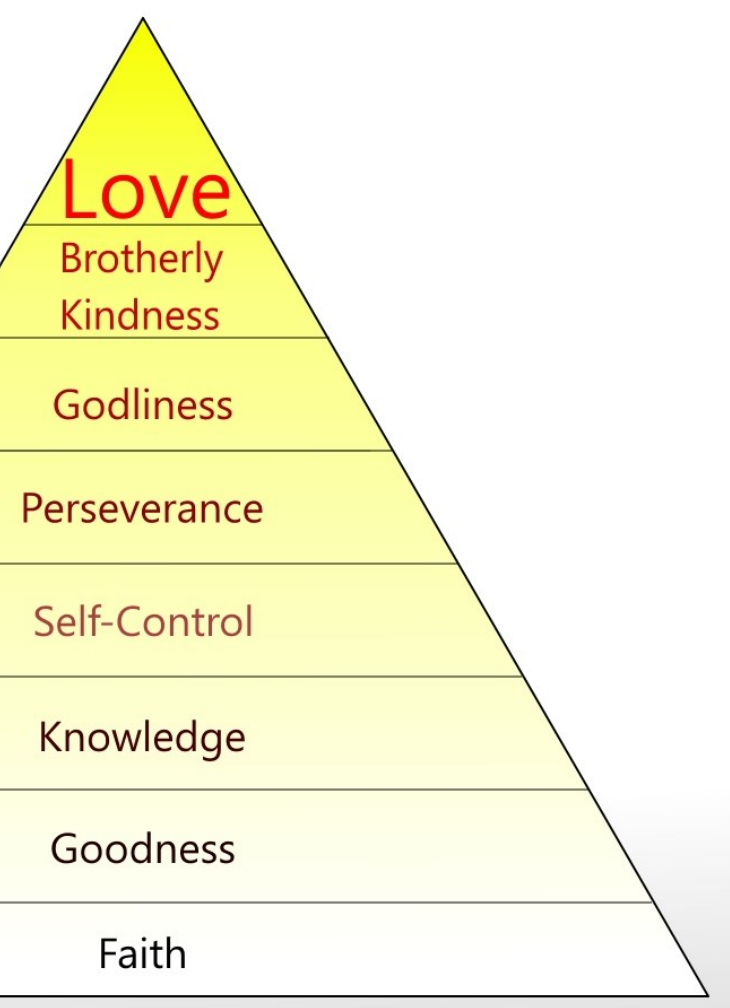 Love
Brotherly
Kindness
Godliness
Perseverance
Self-Control
Knowledge
Goodness
Faith